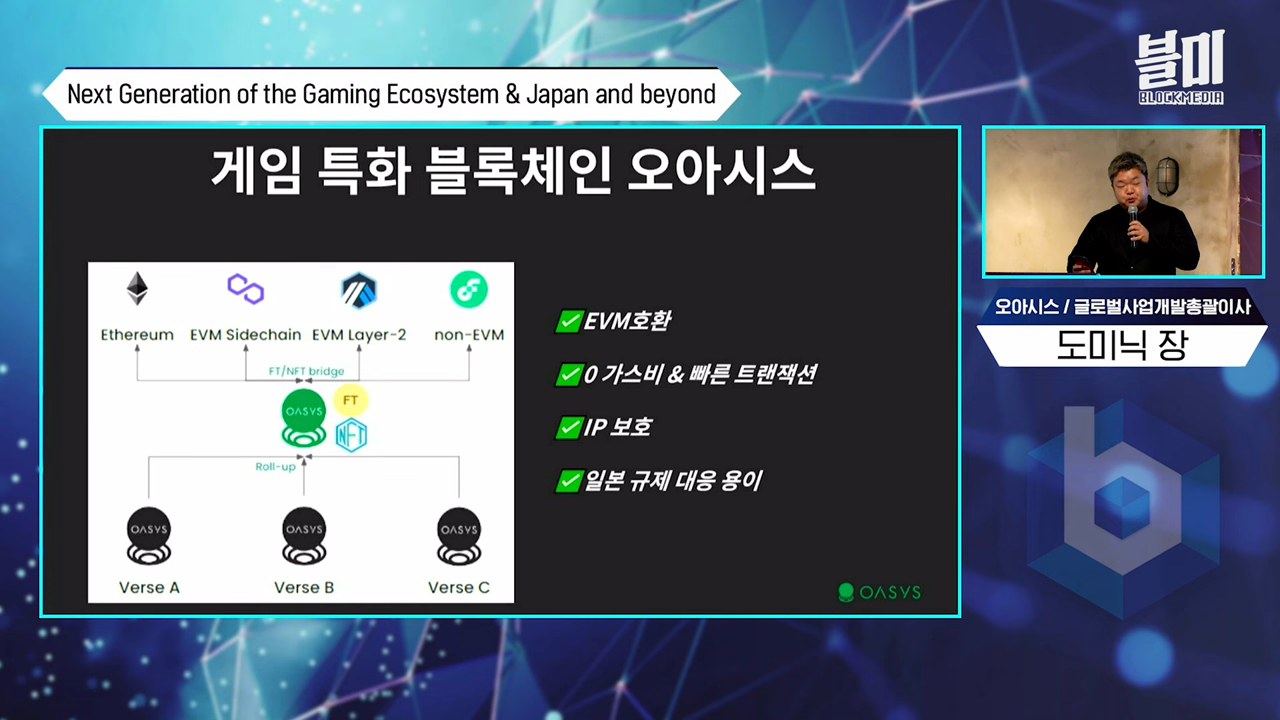 블미
BLOCKMEDIA
Next Generation of the Gaming Ecosystem & Japan and beyond
게임 특화 블록체인 오아시스
Ethereum
EVM Sidechain
EVM Layer-2
non-EVM
FT/NFT bridge
OASYS
FT
NFT
Roll-up
OASYS
OASYS
OASYS
Verse A
Verse B
Verse C
EVM호환
0 가스비 & 빠른 트랜잭션
IP 보호
일본 규제 대응 용이
OASYS
오아시스 / 글로벌사업개발총괄이사
도미닉 장